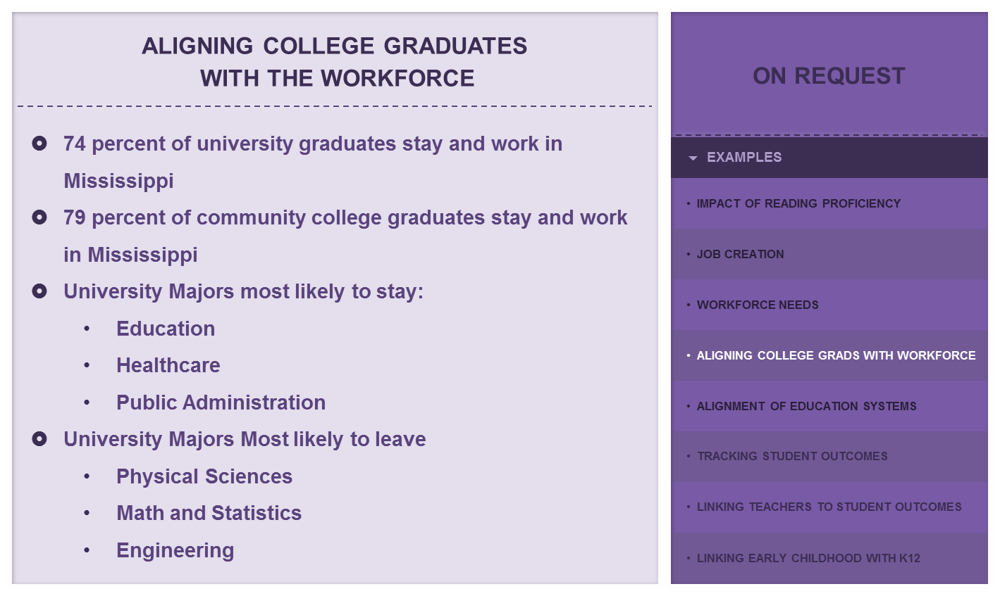 ALIGNING COLLEGE GRADUATES
WITH THE WORKFORCE
74 percent of university graduates stay and work in
Mississippi
79 percent of community college graduates stay and work
in Mississippi
University Majors most likely to stay:
• Education
• Healthcare
• Public Administration
University Majors Most likely to leave
• Physical Sciences
• Math and Statistics
• Engineering
ON REQUEST
EXAMPLES
• IMPACT OF READING PROFICIENCY
• JOB CREATION
• WORKFORCE NEEDS
• ALIGNING COLLEGE GRADS WITH WORKFORCE
• ALIGNMENT OF EDUCATION SYSTEMS
• TRACKING STUDENT OUTCOMES
• LINKING TEACHERS TO STUDENT OUTCOMES
• LINKING EARLY CHILDHOOD WITH K12